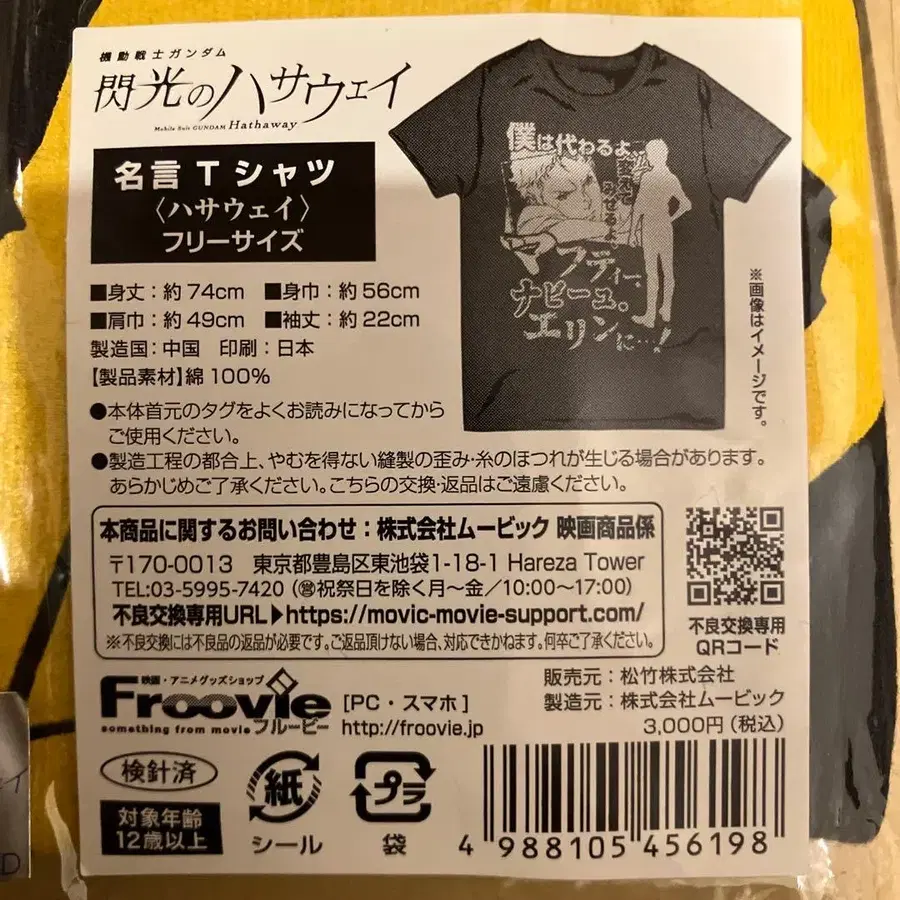 機動戦士ガンダム
閃光のハサウェイ
Mobile Suit GUNDAM Hathaway
名言Tシャツ
〈ハサウェイ〉
フリーサイズ
■身丈：約74cm ■身巾：約56cm
■肩巾：約49cm ■袖丈：約22cm
製造国：中国 印刷：日本
【製品素材】綿100%
僕は代わるよ、
変わって
みせるよ
マフティー、
ナビーユ。
エリンに…!
※画像はイメージです。
●本体首元のタグをよくお読みになってから
ご使用ください。
●製造工程の都合上、やむを得ない縫製の歪み・糸のほつれが生じる場合があります。
あらかじめご了承ください。こちらの交換・返品はご遠慮ください。
本商品に関するお問い合わせ：株式会社ムービック 映画商品係
〒170-0013 東京都豊島区東池袋1-18-1 Hareza Tower
TEL:03-5995-7420（㊡祝祭日を除く月〜金／10:00〜17:00）
不良交換専用URL▶https://movic-movie-support.com/
※不良交換には不良品の返品が必要です。ご返品頂けない場合、対応できかねます。何卒ご了承ください。
不良交換専用
QRコード
映画・アニメグッズショップ
Froovie
something from movie フルービー
[PC・スマホ]
http://froovie.jp
販売元：松竹株式会社
製造元：株式会社ムービック
3,000円（税込）
検針済
対象年齢
12歳以上
紙
シール
プラ
袋
4 988105 456198